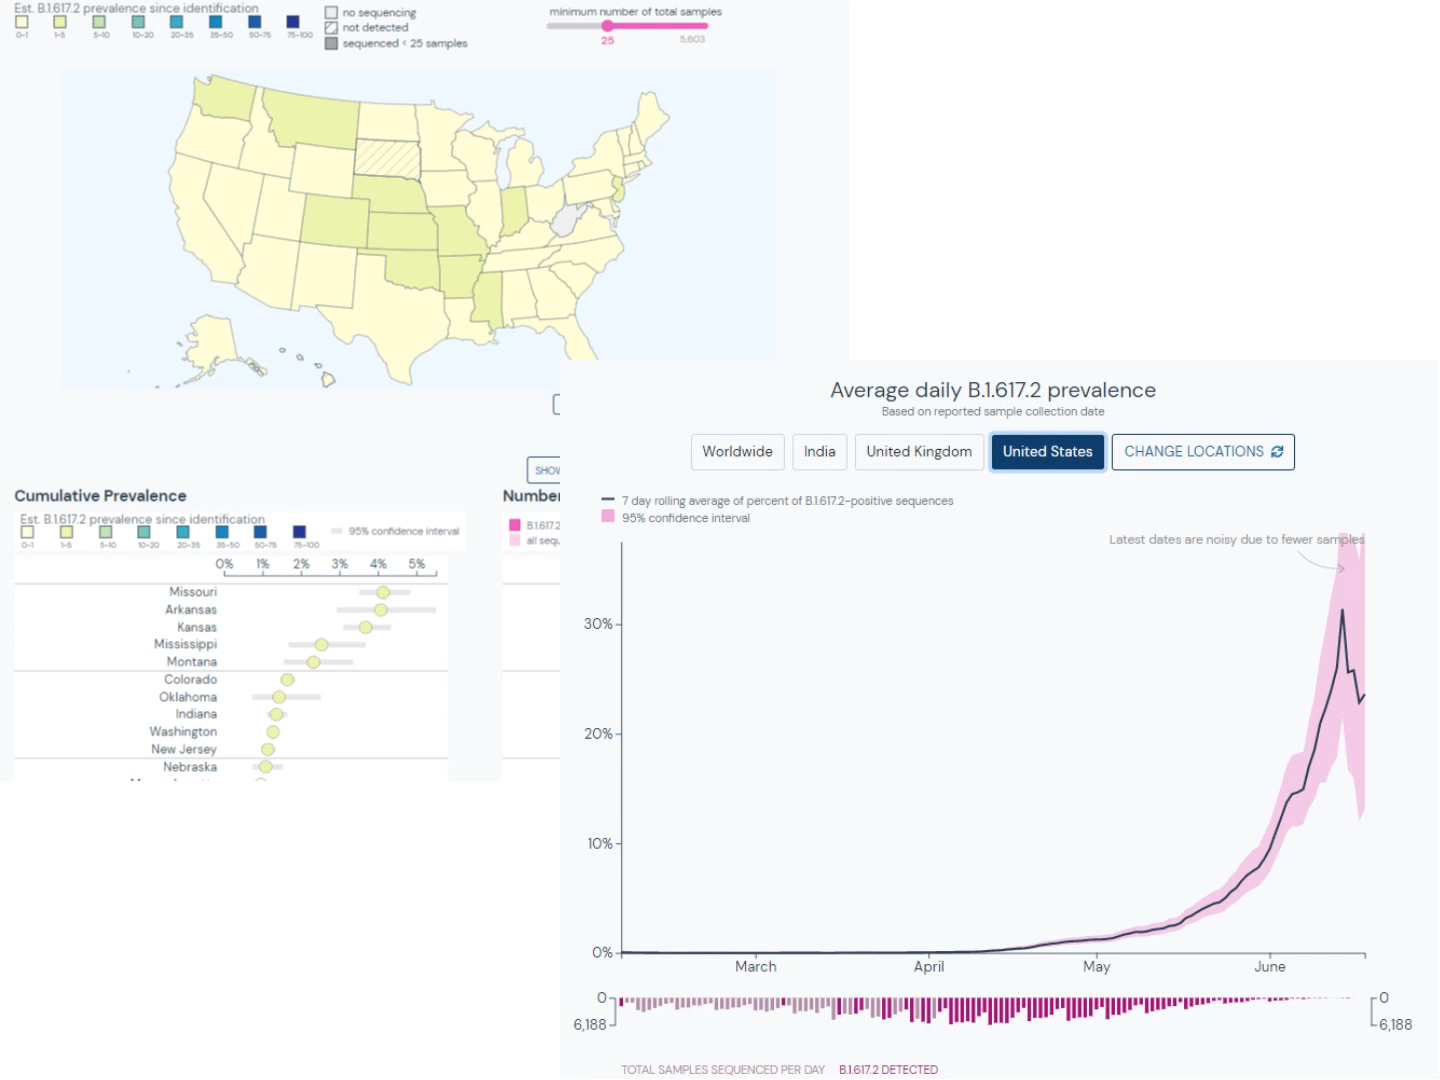 Est. B.1.617.2 prevalence since identification
0-1 1-5 5-10 10-20 20-35 35-50 50-75 75-100
no sequencing
not detected
sequenced < 25 samples
minimum number of total samples
25 5,603
SHOW
Cumulative Prevalence
Est. B.1.617.2 prevalence since identification
0-1 1-5 5-10 10-20 20-35 35-50 50-75 75-100
95% confidence interval
0% 1% 2% 3% 4% 5%
Missouri
Arkansas
Kansas
Mississippi
Montana
Colorado
Oklahoma
Indiana
Washington
New Jersey
Nebraska
Number
B.1.617.2
all sequ
Average daily B.1.617.2 prevalence
Based on reported sample collection date
Worldwide India United Kingdom United States CHANGE LOCATIONS
7 day rolling average of percent of B.1.617.2-positive sequences
95% confidence interval
Latest dates are noisy due to fewer samples
30%
20%
10%
0%
March April May June
0 0
6,188 6,188
TOTAL SAMPLES SEQUENCED PER DAY B.1.617.2 DETECTED